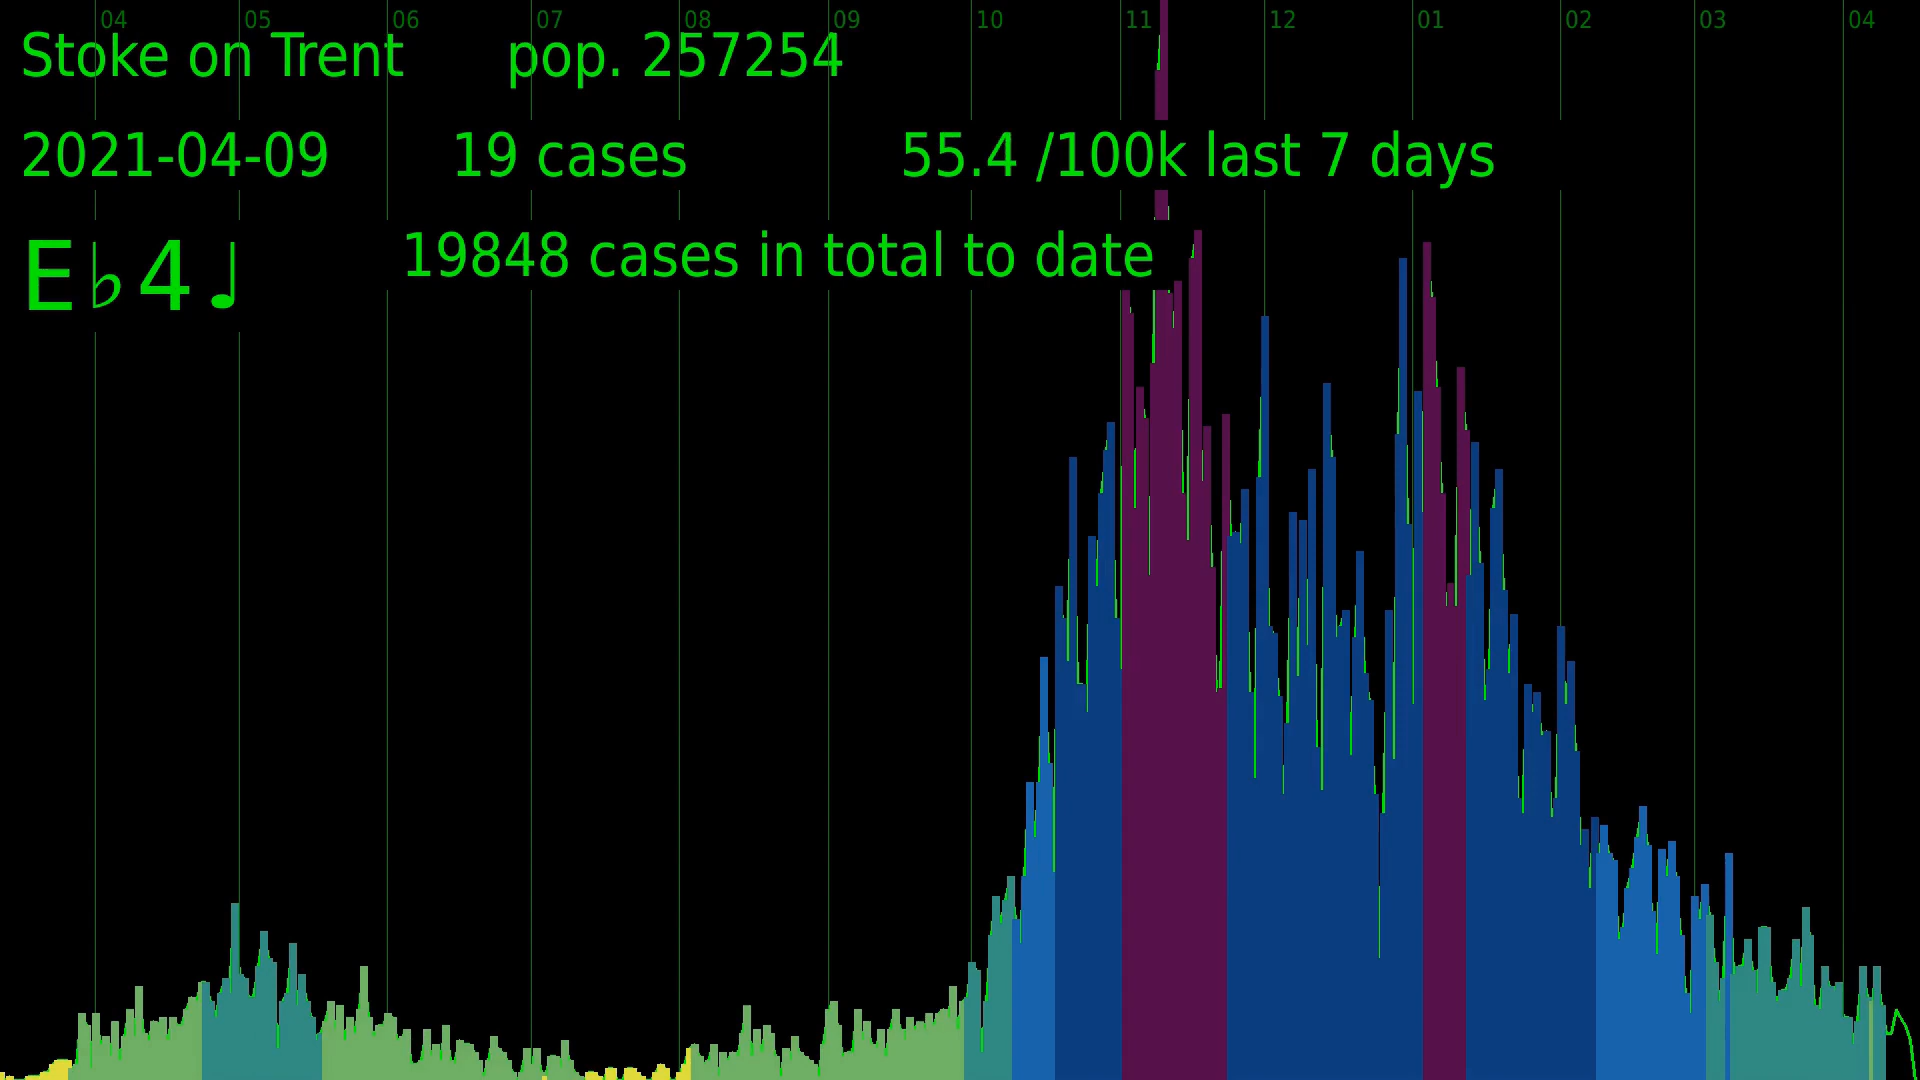 04 05 06 07 08 09 10 11 12 01 02 03 04
Stoke on Trent pop. 257254
2021-04-09 19 cases 55.4 /100k last 7 days
E♭4♩ 19848 cases in total to date